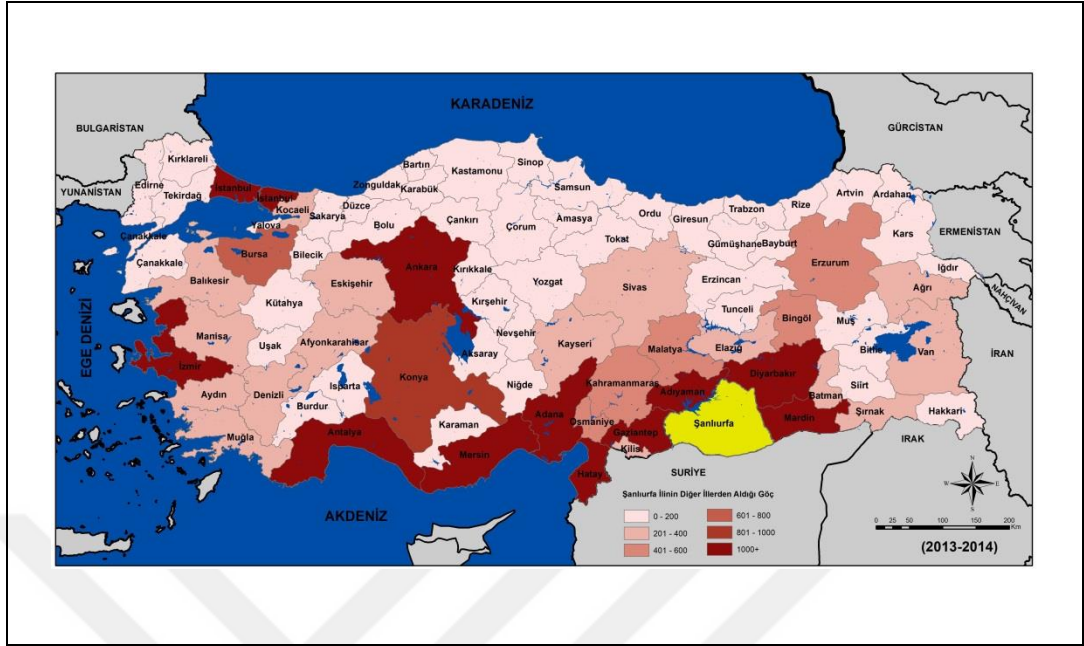 KARADENİZ
BULGARİSTAN
GÜRCİSTAN
YUNANİSTAN
ERMENİSTAN
NAHÇIVAN
İRAN
IRAK
SURİYE
AKDENİZ
EGE DENİZİ
Kırklareli
Edirne
Tekirdağ
İstanbul
İstanbul
Kocaeli
Yalova
Sakarya
Düzce
Zonguldak
Bartın
Karabük
Kastamonu
Sinop
Samsun
Ordu
Giresun
Trabzon
Rize
Artvin
Ardahan
Kars
Iğdır
Çanakkale
Çanakkale
Bursa
Bilecik
Bolu
Çankırı
Çorum
Amasya
Tokat
Gümüşhane
Bayburt
Erzurum
Ağrı
Balıkesir
Kütahya
Eskişehir
Ankara
Kırıkkale
Yozgat
Sivas
Erzincan
Tunceli
Bingöl
Muş
Bitlis
Van
Manisa
Uşak
Afyonkarahisar
Kırşehir
Nevşehir
Kayseri
Malatya
Elazığ
Diyarbakır
Batman
Siirt
İzmir
Aydın
Denizli
Burdur
Isparta
Konya
Aksaray
Niğde
Kahramanmaraş
Adıyaman
Şanlıurfa
Mardin
Şırnak
Hakkari
Muğla
Antalya
Karaman
Mersin
Adana
Osmaniye
Gaziantep
Kilis
Hatay
Şanlıurfa İlinin Diğer İllerden Aldığı Göç
0 - 200
201 - 400
401 - 600
601 - 800
801 - 1000
1000+
N
W
E
S
0 25 50 100 150 200
Km
(2013-2014)